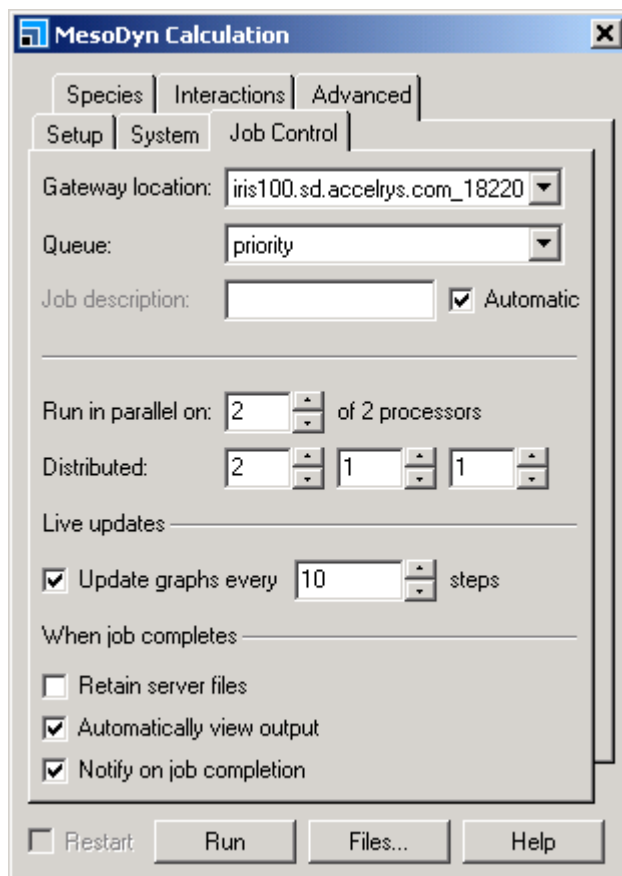 MesoDyn Calculation
Species Interactions Advanced
Setup System Job Control
Gateway location: iris100.sd.accelrys.com_18220
Queue: priority
Job description: Automatic
Run in parallel on: 2 of 2 processors
Distributed: 2 1 1
Live updates
Update graphs every 10 steps
When job completes
Retain server files
Automatically view output
Notify on job completion
Restart Run Files... Help